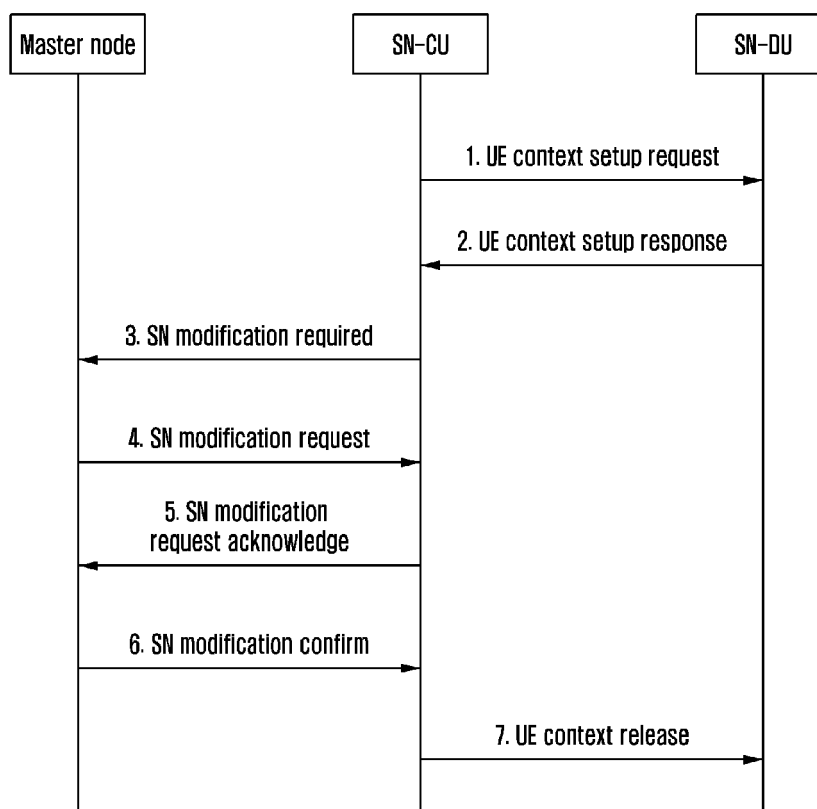 Master node
SN-CU
SN-DU
1. UE context setup request
2. UE context setup response
3. SN modification required
4. SN modification request
5. SN modification
request acknowledge
6. SN modification confirm
7. UE context release